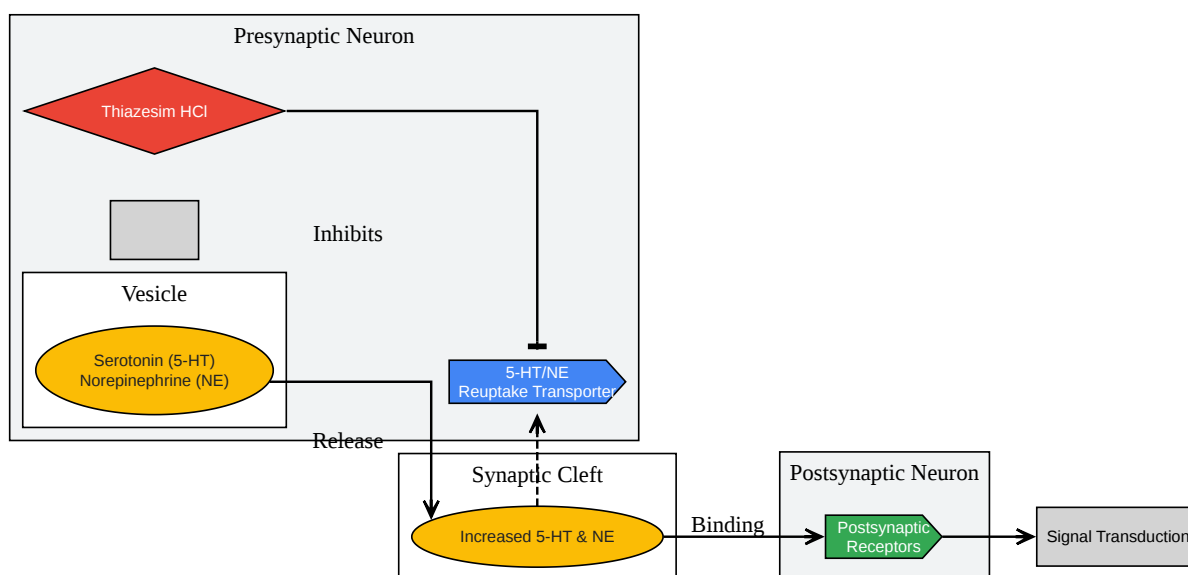 Presynaptic Neuron
Thiazesim HCl
Inhibits
Vesicle
Serotonin (5-HT)
Norepinephrine (NE)
5-HT/NE
Reuptake Transporter
Release
Synaptic Cleft
Increased 5-HT & NE
Binding
Postsynaptic Neuron
Postsynaptic
Receptors
Signal Transduction